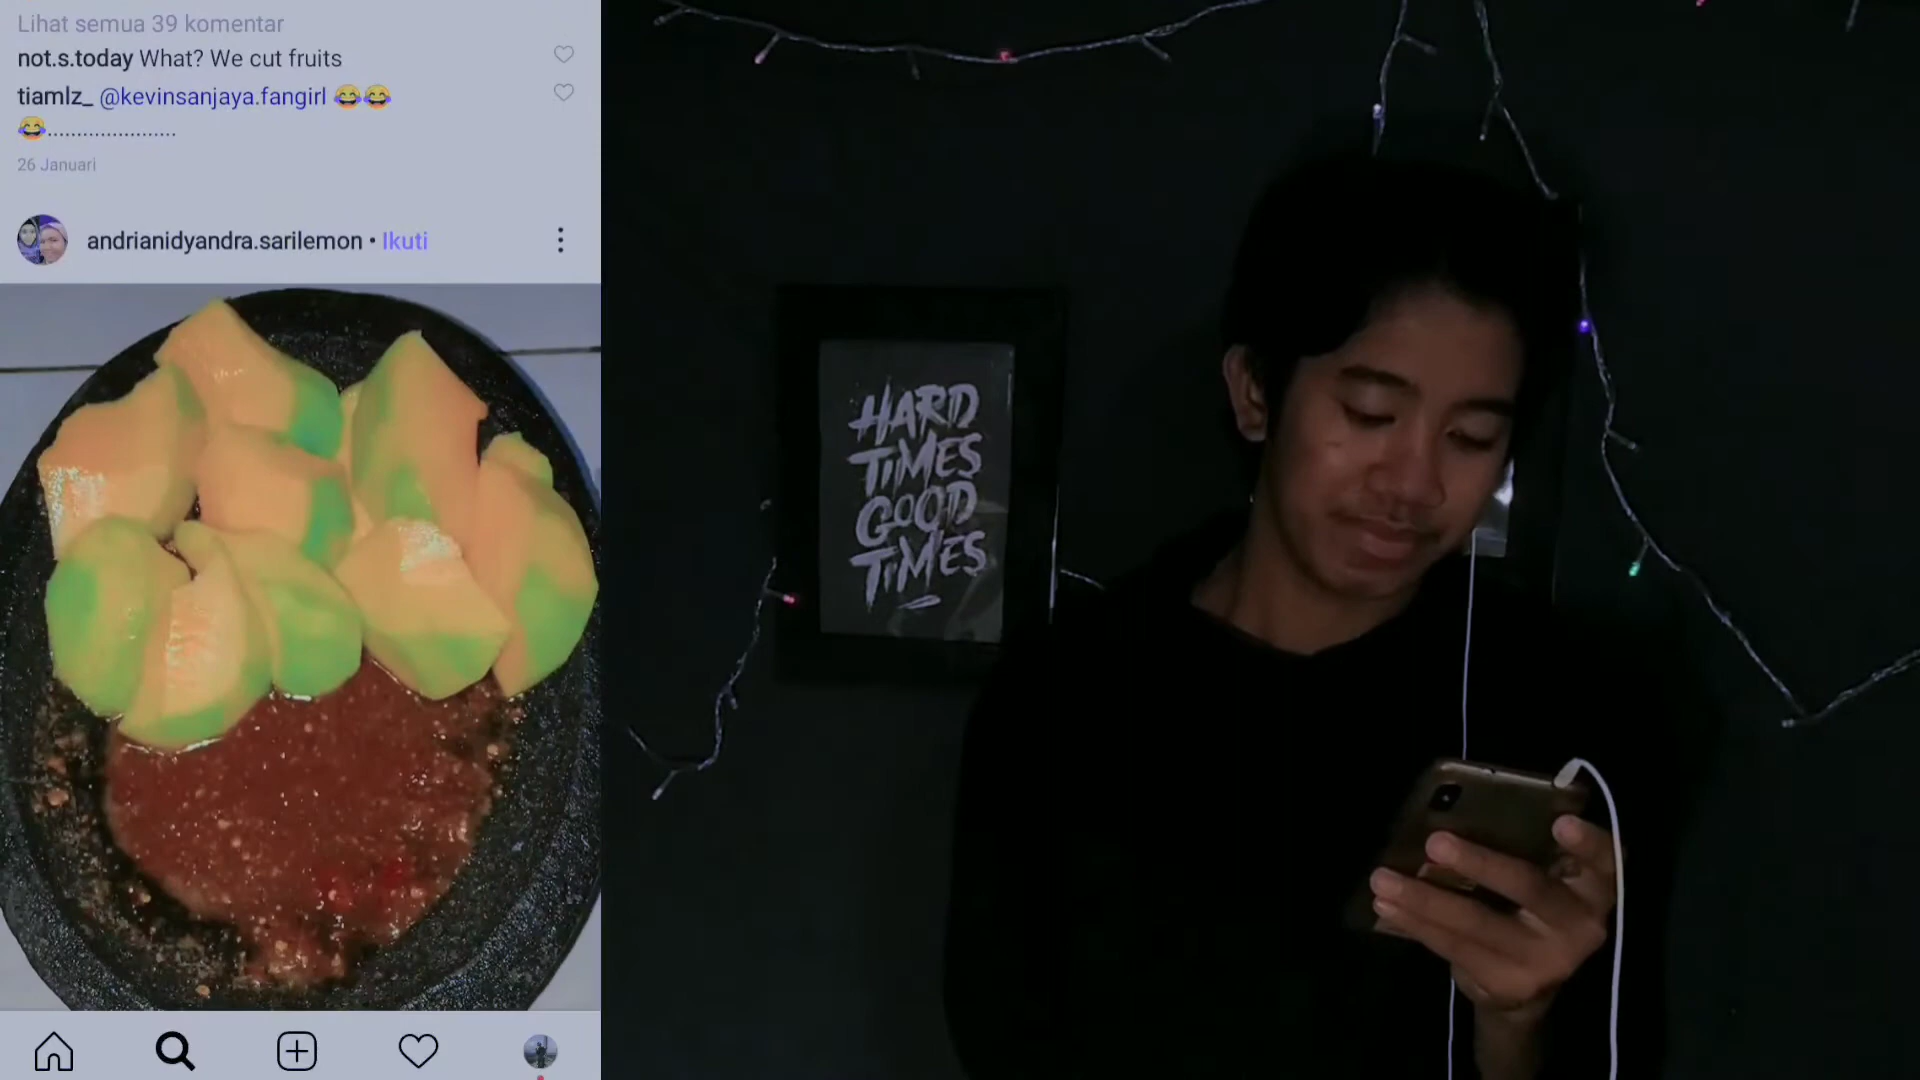 Lihat semua 39 komentar
not.s.today What? We cut fruits
tiamlz_ @kevinsanjaya.fangirl 😂😂
😂......................
26 Januari
andrianidyandra.sarilemon • Ikuti
HARD
TIMES
GOOD
TIMES